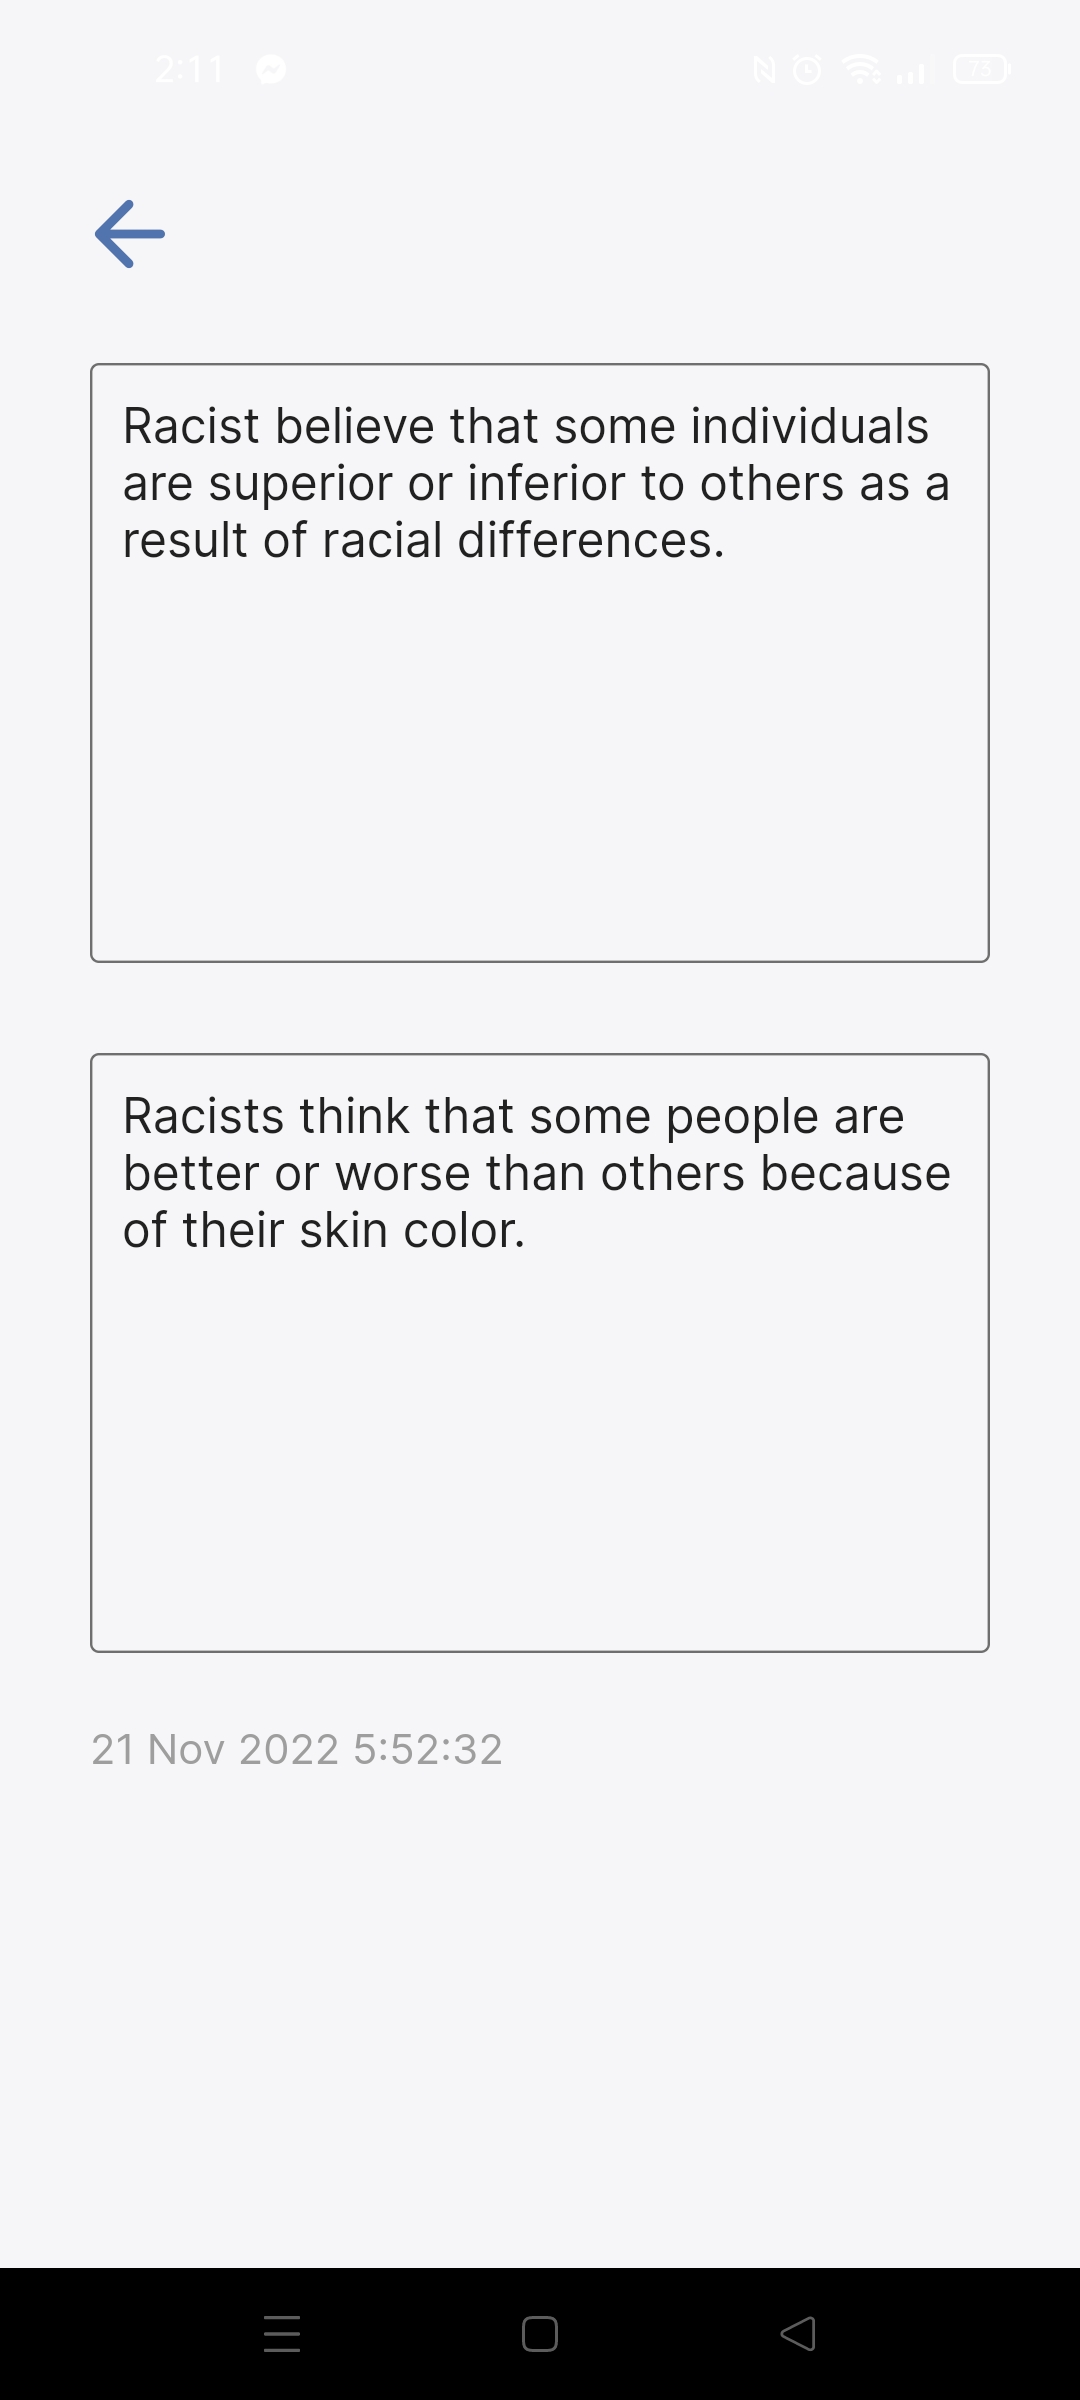 2:11
73
Racist believe that some individuals
are superior or inferior to others as a
result of racial differences.
Racists think that some people are
better or worse than others because
of their skin color.
21 Nov 2022 5:52:32